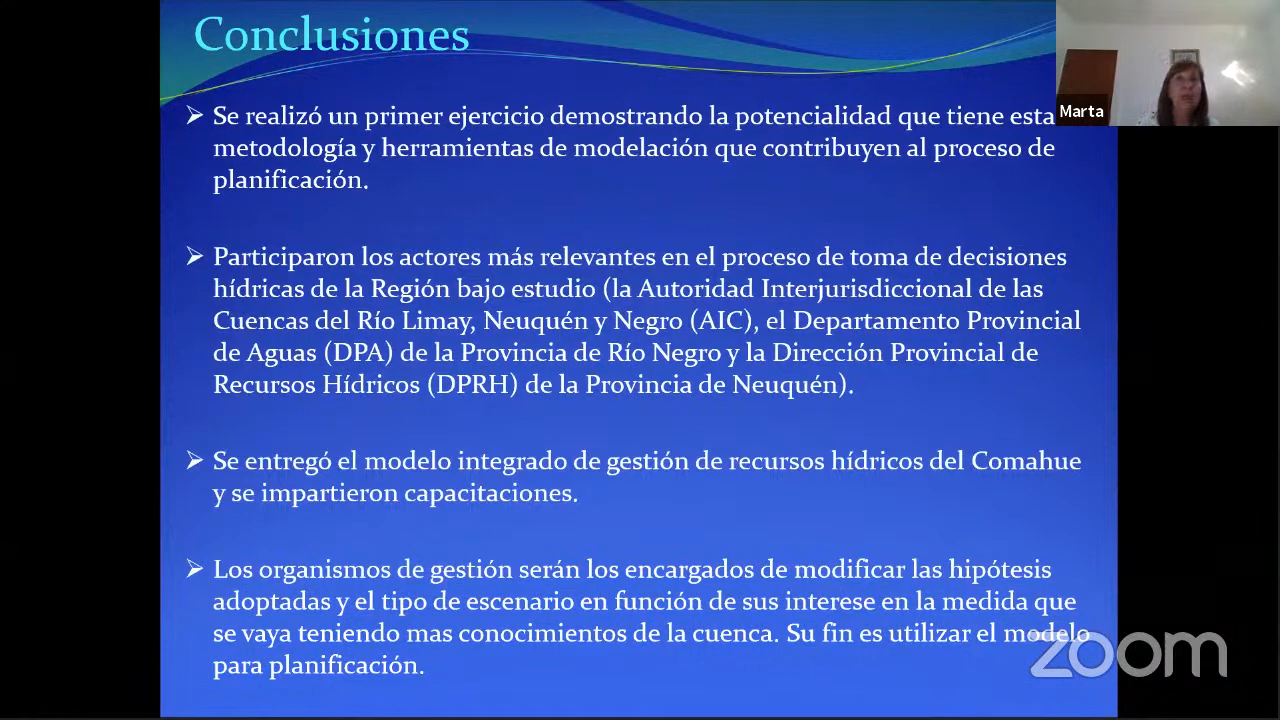 Conclusiones
Marta
➢ Se realizó un primer ejercicio demostrando la potencialidad que tiene esta
metodología y herramientas de modelación que contribuyen al proceso de
planificación.
➢ Participaron los actores más relevantes en el proceso de toma de decisiones
hídricas de la Región bajo estudio (la Autoridad Interjurisdiccional de las
Cuencas del Río Limay, Neuquén y Negro (AIC), el Departamento Provincial
de Aguas (DPA) de la Provincia de Río Negro y la Dirección Provincial de
Recursos Hídricos (DPRH) de la Provincia de Neuquén).
➢ Se entregó el modelo integrado de gestión de recursos hídricos del Comahue
y se impartieron capacitaciones.
➢ Los organismos de gestión serán los encargados de modificar las hipótesis
adoptadas y el tipo de escenario en función de sus interese en la medida que
se vaya teniendo mas conocimientos de la cuenca. Su fin es utilizar el modelo
para planificación.
zoom